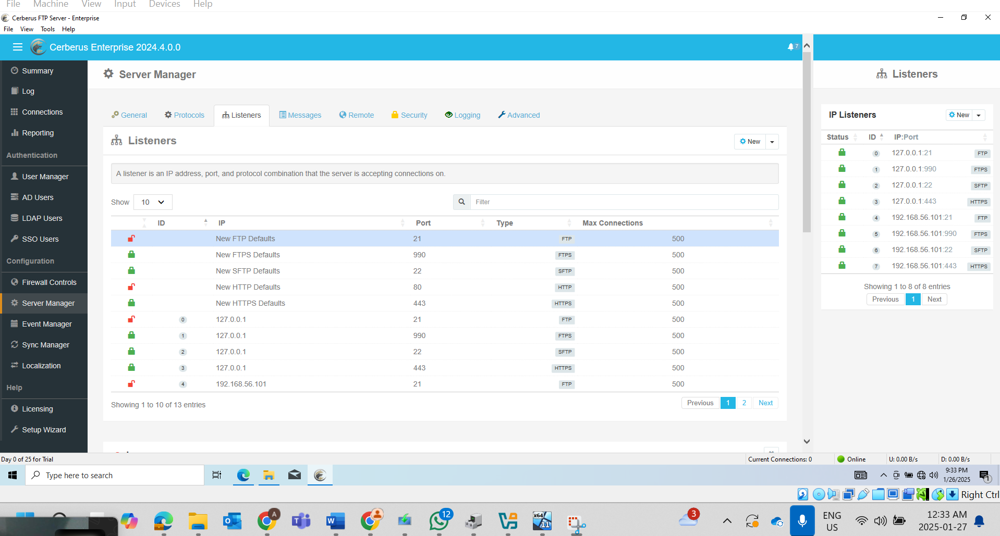 File Machine View Input Devices Help
Cerberus FTP Server - Enterprise
File View Tools Help
Cerberus Enterprise 2024.4.0.0
7
Summary
Log
Connections
Reporting
Authentication
User Manager
AD Users
LDAP Users
SSO Users
Configuration
Firewall Controls
Server Manager
Event Manager
Sync Manager
Localization
Help
Licensing
Setup Wizard
Server Manager
General Protocols Listeners Messages Remote Security Logging Advanced
Listeners
New
A listener is an IP address, port, and protocol combination that the server is accepting connections on.
Show 10
Filter
ID IP Port Type Max Connections
New FTP Defaults 21 FTP 500
New FTPS Defaults 990 FTPS 500
New SFTP Defaults 22 SFTP 500
New HTTP Defaults 80 HTTP 500
New HTTPS Defaults 443 HTTPS 500
0 127.0.0.1 21 FTP 500
1 127.0.0.1 990 FTPS 500
2 127.0.0.1 22 SFTP 500
3 127.0.0.1 443 HTTPS 500
4 192.168.56.101 21 FTP 500
Showing 1 to 10 of 13 entries
Previous 1 2 Next
Listeners
IP Listeners
New
Status ID IP:Port
0 127.0.0.1:21 FTP
1 127.0.0.1:990 FTPS
2 127.0.0.1:22 SFTP
3 127.0.0.1:443 HTTPS
4 192.168.56.101:21 FTP
5 192.168.56.101:990 FTPS
6 192.168.56.101:22 SFTP
7 192.168.56.101:443 HTTPS
Showing 1 to 8 of 8 entries
Previous 1 Next
Day 0 of 25 for Trial
Current Connections: 0
Online
U: 0.00 B/s
D: 0.00 B/s
Type here to search
9:33 PM
1/26/2025
1
Right Ctrl
A
12
x64
11
3
ENG
US
12:33 AM
2025-01-27